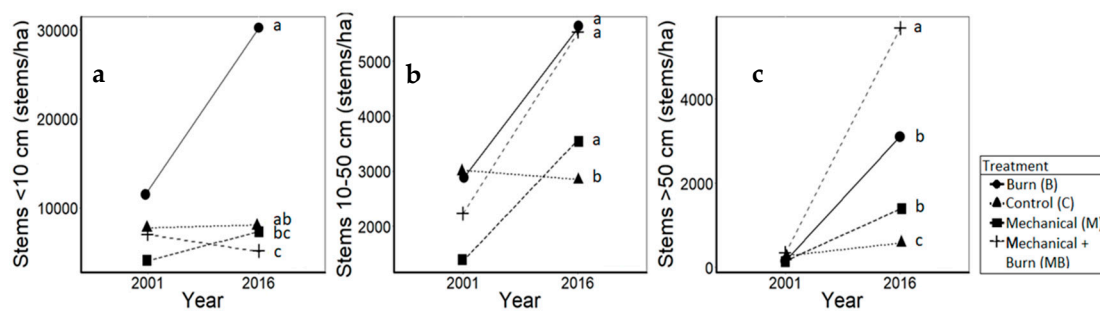 a
Stems <10 cm (stems/ha)
30000
20000
10000
a
ab
bc
c
2001
2016
Year
b
Stems 10-50 cm (stems/ha)
5000
4000
3000
2000
a
a
a
b
2001
2016
Year
c
Stems >50 cm (stems/ha)
4000
2000
0
a
b
b
c
2001
2016
Year
Treatment
Burn (B)
Control (C)
Mechanical (M)
Mechanical +
Burn (MB)